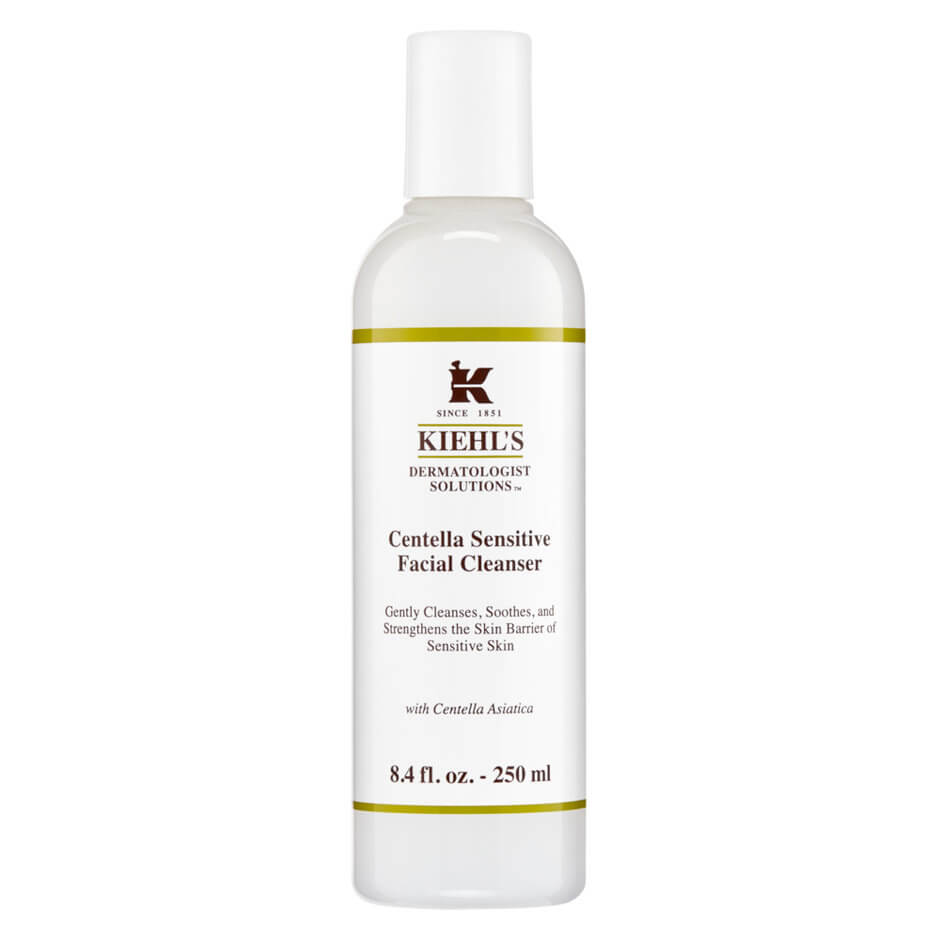 K
SINCE 1851
KIEHL'S
DERMATOLOGIST
SOLUTIONS™
Centella Sensitive
Facial Cleanser
Gently Cleanses, Soothes, and
Strengthens the Skin Barrier of
Sensitive Skin
with Centella Asiatica
8.4 fl. oz. - 250 ml